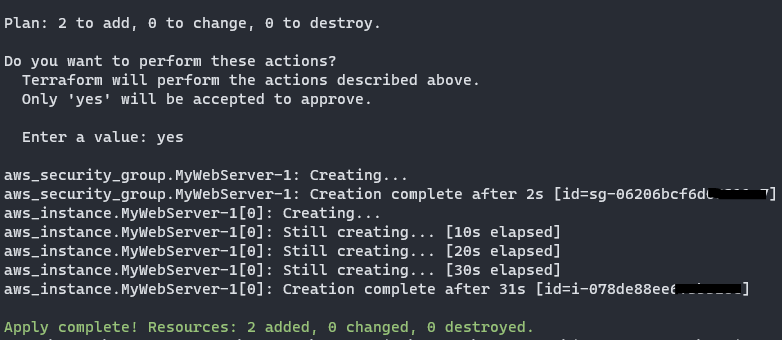 Plan: 2 to add, 0 to change, 0 to destroy.
Do you want to perform these actions?
Terraform will perform the actions described above.
Only 'yes' will be accepted to approve.
Enter a value: yes
aws_security_group.MyWebServer-1: Creating...
aws_security_group.MyWebServer-1: Creation complete after 2s [id=sg-06206bcf6d
aws_instance.MyWebServer-1[0]: Creating...
aws_instance.MyWebServer-1[0]: Still creating... [10s elapsed]
aws_instance.MyWebServer-1[0]: Still creating... [20s elapsed]
aws_instance.MyWebServer-1[0]: Still creating... [30s elapsed]
aws_instance.MyWebServer-1[0]: Creation complete after 31s [id=i-078de88ee
Apply complete! Resources: 2 added, 0 changed, 0 destroyed.